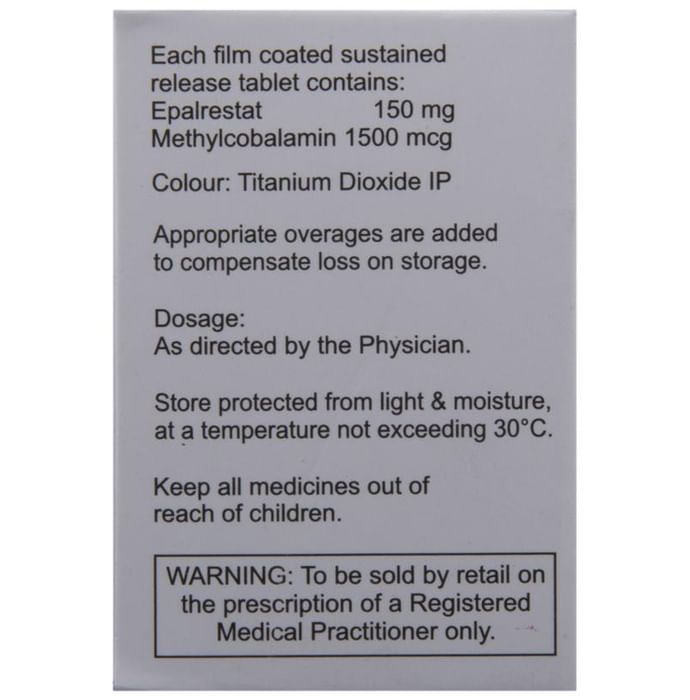 Each film coated sustained
release tablet contains:
Epalrestat 150 mg
Methylcobalamin 1500 mcg
Colour: Titanium Dioxide IP
Appropriate overages are added
to compensate loss on storage.
Dosage:
As directed by the Physician.
Store protected from light & moisture,
at a temperature not exceeding 30°C.
Keep all medicines out of
reach of children.
WARNING: To be sold by retail on
the prescription of a Registered
Medical Practitioner only.